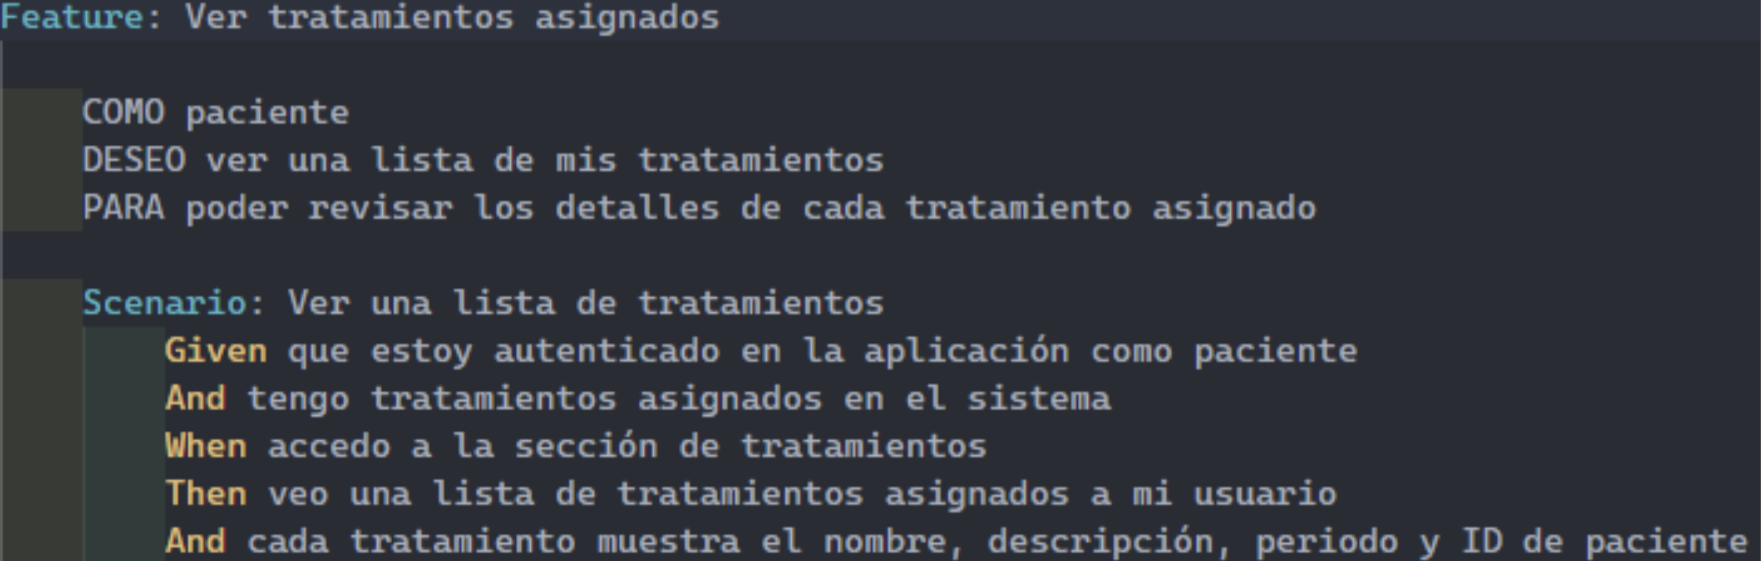 Feature: Ver tratamientos asignados
COMO paciente
DESEO ver una lista de mis tratamientos
PARA poder revisar los detalles de cada tratamiento asignado
Scenario: Ver una lista de tratamientos
Given que estoy autenticado en la aplicación como paciente
And tengo tratamientos asignados en el sistema
When accedo a la sección de tratamientos
Then veo una lista de tratamientos asignados a mi usuario
And cada tratamiento muestra el nombre, descripción, periodo y ID de paciente